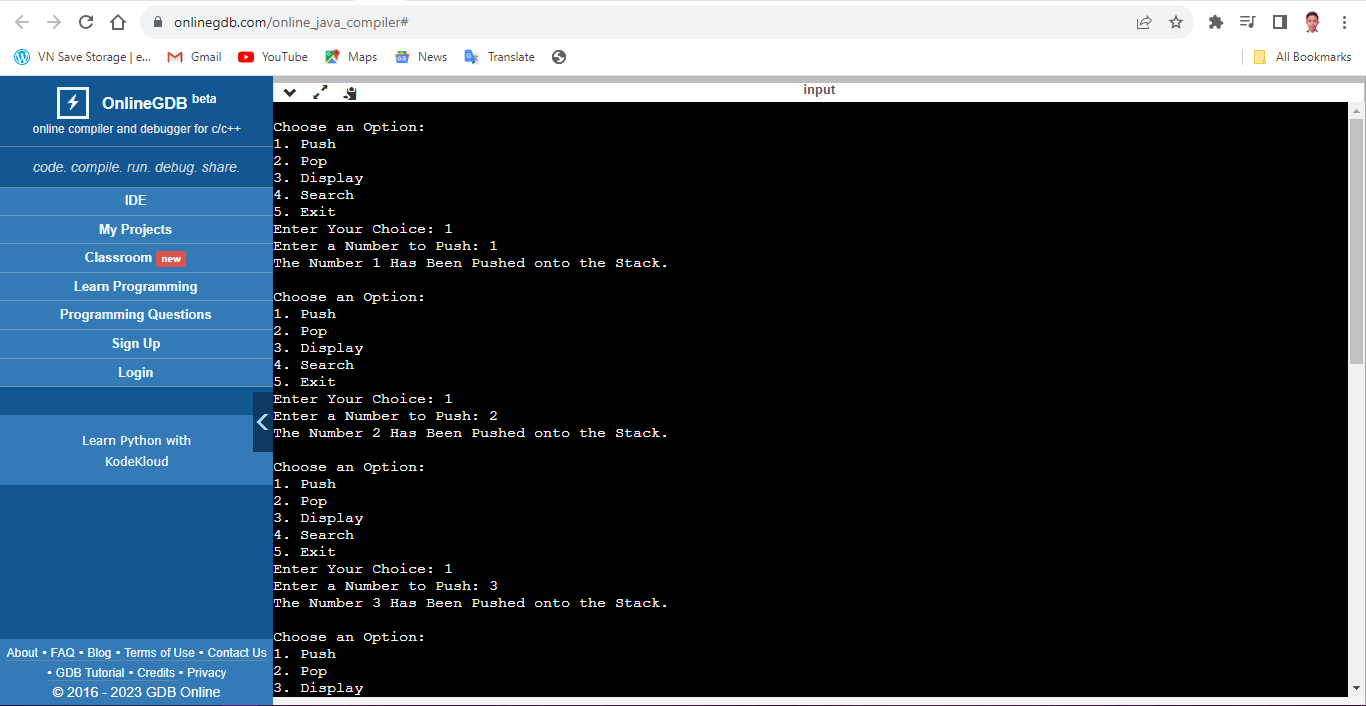 onlinegdb.com/online_java_compiler#
VN Save Storage | e... Gmail YouTube Maps News Translate All Bookmarks
OnlineGDB beta
online compiler and debugger for c/c++
code. compile. run. debug. share.
IDE
My Projects
Classroom new
Learn Programming
Programming Questions
Sign Up
Login
Learn Python with
KodeKloud
About • FAQ • Blog • Terms of Use • Contact Us
• GDB Tutorial • Credits • Privacy
© 2016 - 2023 GDB Online
input
Choose an Option:
1. Push
2. Pop
3. Display
4. Search
5. Exit
Enter Your Choice: 1
Enter a Number to Push: 1
The Number 1 Has Been Pushed onto the Stack.
Choose an Option:
1. Push
2. Pop
3. Display
4. Search
5. Exit
Enter Your Choice: 1
Enter a Number to Push: 2
The Number 2 Has Been Pushed onto the Stack.
Choose an Option:
1. Push
2. Pop
3. Display
4. Search
5. Exit
Enter Your Choice: 1
Enter a Number to Push: 3
The Number 3 Has Been Pushed onto the Stack.
Choose an Option:
1. Push
2. Pop
3. Display